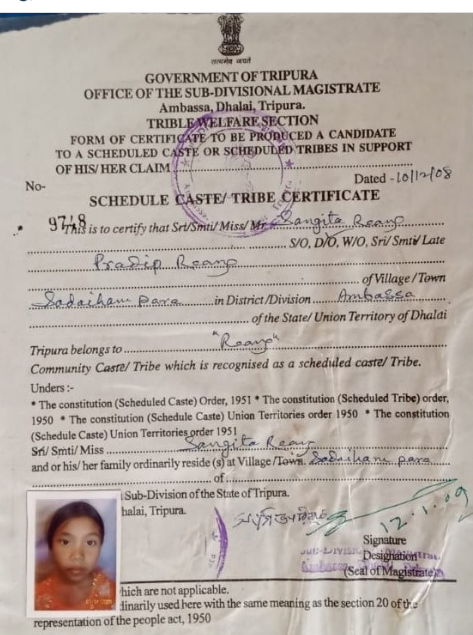 सत्यमेव जयते
GOVERNMENT OF TRIPURA
OFFICE OF THE SUB-DIVISIONAL MAGISTRATE
Ambassa, Dhalai, Tripura.
TRIBLE WELFARE SECTION
FORM OF CERTIFICATE TO BE PRODUCED A CANDIDATE
TO A SCHEDULED CASTE OR SCHEDULED TRIBES IN SUPPORT
OF HIS/HER CLAIM
No- Dated - 10/12/08
SCHEDULE CASTE/ TRIBE CERTIFICATE
9748 This is to certify that Sri/Smti/ Miss/ Mr. Sangita Reang
S/O, D/O, W/O, Sri/ Smti/ Late
Pradip Reang
of Village /Town
Sadaiham para in District /Division Ambassa
of the State/ Union Territory of Dhalai
Tripura belongs to "Reang"
Community Caste/ Tribe which is recognised as a scheduled caste/ Tribe.
Unders :-
* The constitution (Scheduled Caste) Order, 1951 * The constitution (Scheduled Tribe) order,
1950 * The constitution (Schedule Caste) Union Territories order 1950 * The constitution
(Schedule Caste) Union Territories order 1951
Sri/ Smti/ Miss Sangita Reang
and or his/ her family ordinarily reside (s) at Village /Town. Sadaiham para
of
Sub-Division of the State of Tripura.
halai, Tripura.
12.1.09
Signature
Designation
(Seal of Magistrate)
hich are not applicable.
dinarily used here with the same meaning as the section 20 of the
representation of the people act, 1950